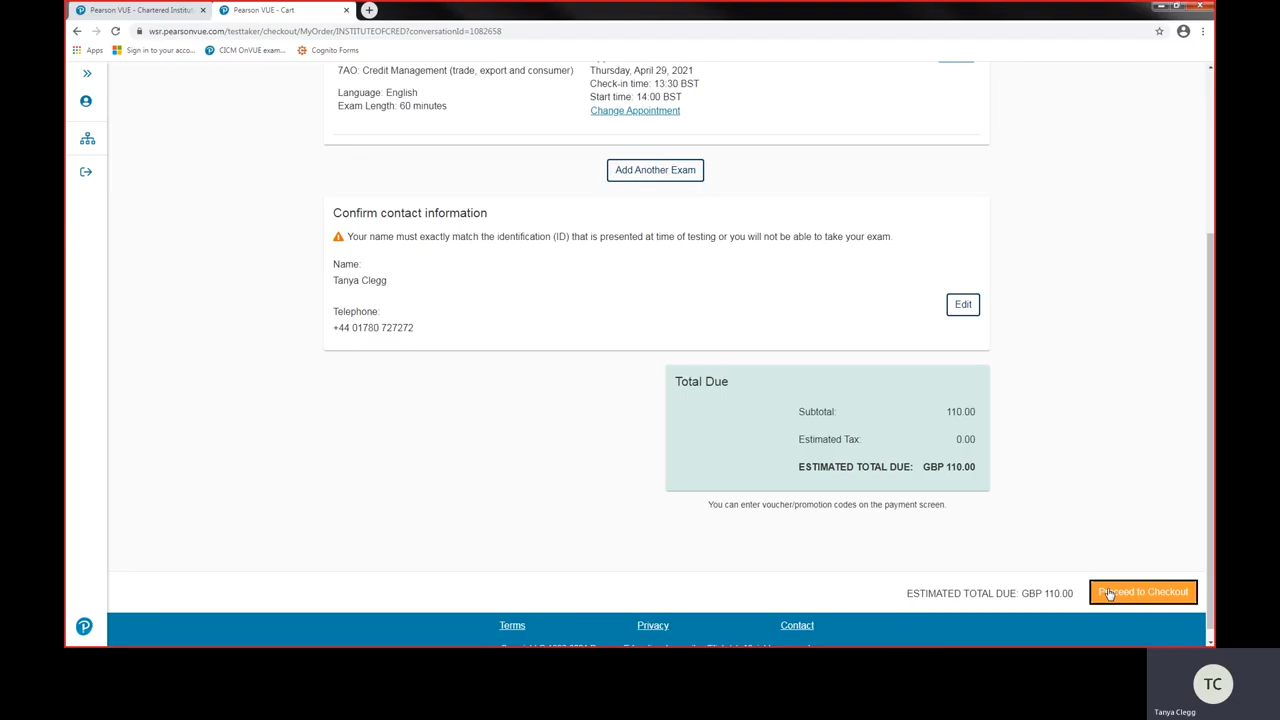 Pearson VUE - Chartered Institut
Pearson VUE - Cart
wsr.pearsonvue.com/testtaker/checkout/MyOrder/INSTITUTEOFCRED?conversationId=1082658
Apps
Sign in to your acco...
CICM OnVUE exam...
Cognito Forms
7AO: Credit Management (trade, export and consumer)
Language: English
Exam Length: 60 minutes
Thursday, April 29, 2021
Check-in time: 13:30 BST
Start time: 14:00 BST
Change Appointment
Add Another Exam
Confirm contact information
Your name must exactly match the identification (ID) that is presented at time of testing or you will not be able to take your exam.
Name:
Tanya Clegg
Edit
Telephone:
+44 01780 727272
Total Due
Subtotal: 110.00
Estimated Tax: 0.00
ESTIMATED TOTAL DUE: GBP 110.00
You can enter voucher/promotion codes on the payment screen.
ESTIMATED TOTAL DUE: GBP 110.00
Proceed to Checkout
Terms Privacy Contact
TC
Tanya Clegg